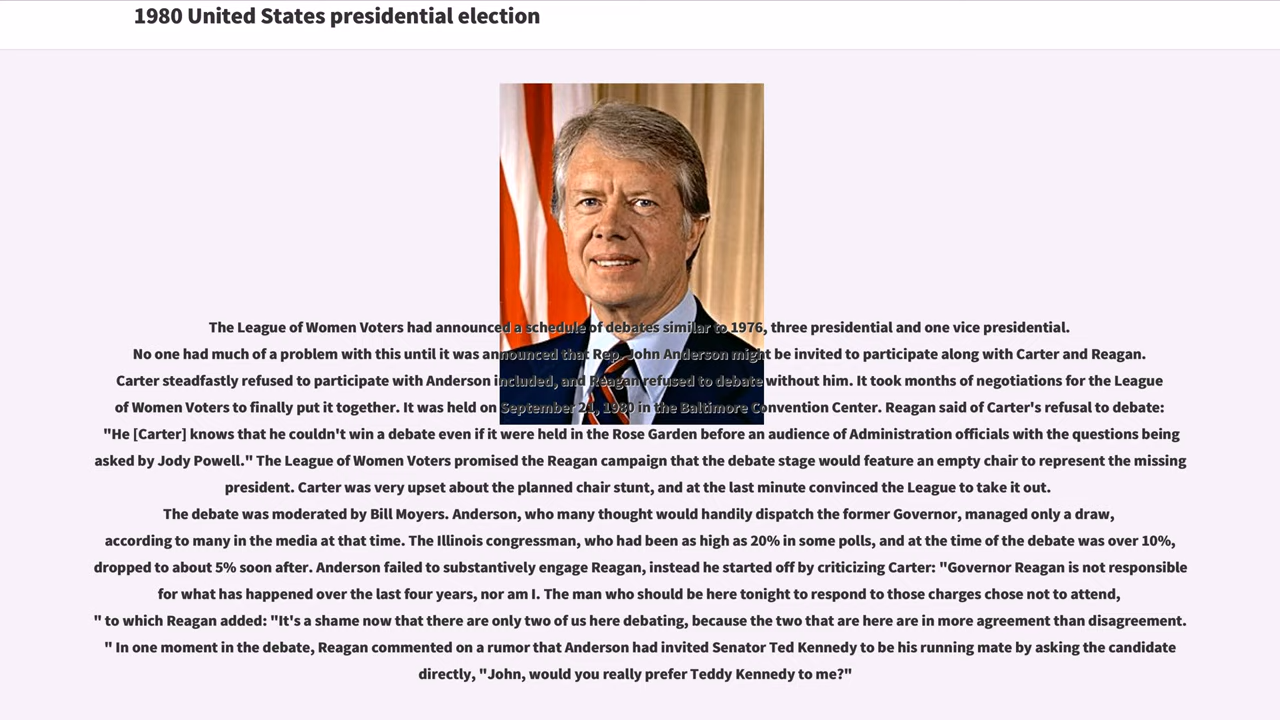 1980 United States presidential election
The League of Women Voters had announced a schedule of debates similar to 1976, three presidential and one vice presidential.
No one had much of a problem with this until it was announced that Rep. John Anderson might be invited to participate along with Carter and Reagan.
Carter steadfastly refused to participate with Anderson included, and Reagan refused to debate without him. It took months of negotiations for the League
of Women Voters to finally put it together. It was held on September 21, 1980 in the Baltimore Convention Center. Reagan said of Carter's refusal to debate:
"He [Carter] knows that he couldn't win a debate even if it were held in the Rose Garden before an audience of Administration officials with the questions being
asked by Jody Powell." The League of Women Voters promised the Reagan campaign that the debate stage would feature an empty chair to represent the missing
president. Carter was very upset about the planned chair stunt, and at the last minute convinced the League to take it out.
The debate was moderated by Bill Moyers. Anderson, who many thought would handily dispatch the former Governor, managed only a draw,
according to many in the media at that time. The Illinois congressman, who had been as high as 20% in some polls, and at the time of the debate was over 10%,
dropped to about 5% soon after. Anderson failed to substantively engage Reagan, instead he started off by criticizing Carter: "Governor Reagan is not responsible
for what has happened over the last four years, nor am I. The man who should be here tonight to respond to those charges chose not to attend,
" to which Reagan added: "It's a shame now that there are only two of us here debating, because the two that are here are in more agreement than disagreement.
" In one moment in the debate, Reagan commented on a rumor that Anderson had invited Senator Ted Kennedy to be his running mate by asking the candidate
directly, "John, would you really prefer Teddy Kennedy to me?"